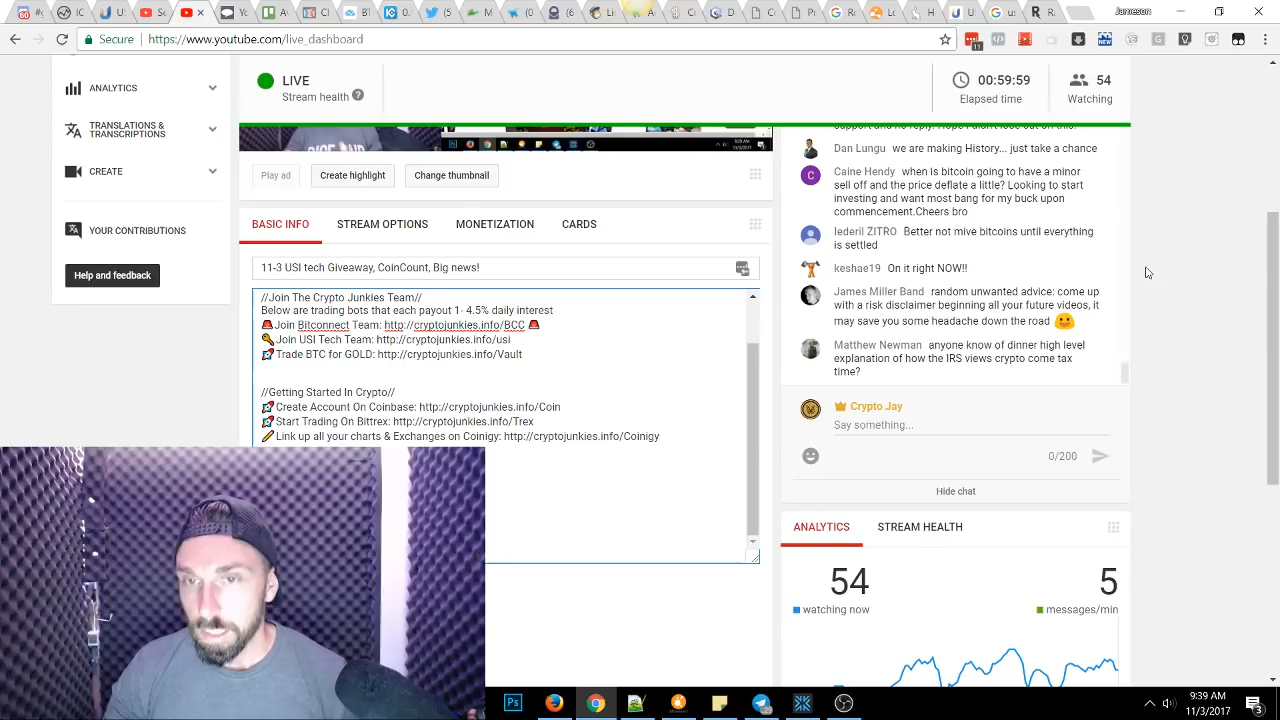 60
Jameson
Secure
https://www.youtube.com/live_dashboard
11
NEW
ANALYTICS
TRANSLATIONS &
TRANSCRIPTIONS
CREATE
YOUR CONTRIBUTIONS
Help and feedback
LIVE
Stream health ?
00:59:59
Elapsed time
54
Watching
Play ad
Create highlight
Change thumbnail
BASIC INFO
STREAM OPTIONS
MONETIZATION
CARDS
11-3 USI tech Giveaway, CoinCount, Big news!
//Join The Crypto Junkies Team//
Below are trading bots that each payout 1- 4.5% daily interest
🚨Join Bitconnect Team: http://cryptojunkies.info/BCC 🚨
🔑Join USI Tech Team: http://cryptojunkies.info/usi
🚀Trade BTC for GOLD: http://cryptojunkies.info/Vault
//Getting Started In Crypto//
🚀Create Account On Coinbase: http://cryptojunkies.info/Coin
🚀Start Trading On Bittrex: http://cryptojunkies.info/Trex
Link up all your charts & Exchanges on Coinigy: http://cryptojunkies.info/Coinigy
Dan Lungu we are making History... just take a chance
C
Caine Hendy when is bitcoin going to have a minor
sell off and the price deflate a little? Looking to start
investing and want most bang for my buck upon
commencement.Cheers bro
lederil ZITRO Better not mive bitcoins until everything
is settled
keshae19 On it right NOW!!
James Miller Band random unwanted advice: come up
with a risk disclaimer beginning all your future videos, it
may save you some headache down the road
Matthew Newman anyone know of dinner high level
explanation of how the IRS views crypto come tax
time?
Crypto Jay
Say something...
0/200
Hide chat
ANALYTICS
STREAM HEALTH
54
watching now
5
messages/min
Ps
9:39 AM
11/3/2017